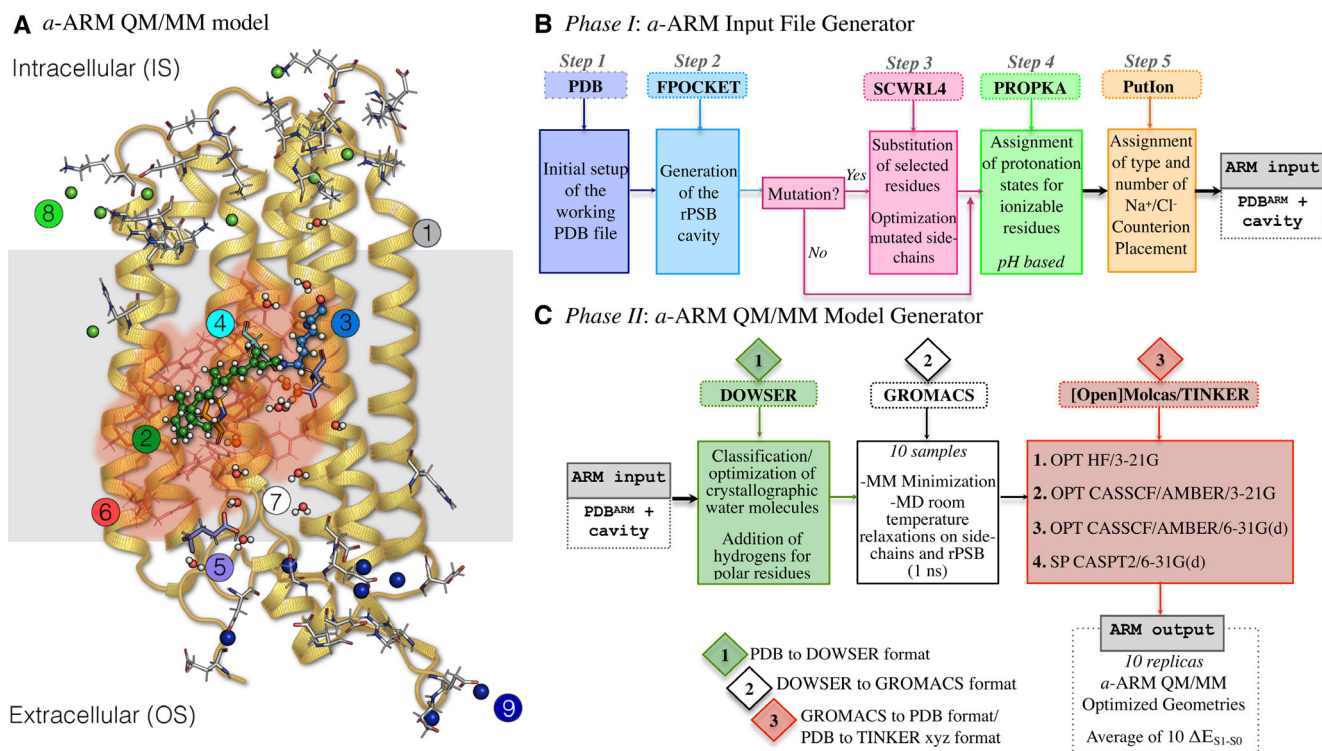 A a-ARM QM/MM model
Intracellular (IS)
8
1
4
3
2
7
6
5
9
Extracellular (OS)
B Phase I: a-ARM Input File Generator
Step 1
PDB
Initial setup
of the
working
PDB file
Step 2
FPOCKET
Generation
of the
rPSB
cavity
Mutation?
Yes
No
Step 3
SCWRL4
Substitution
of selected
residues
Optimization
mutated side-
chains
Step 4
PROPKA
Assignment
of protonation
states for
ionizable
residues
pH based
Step 5
PutIon
Assignment
of type and
number of
Na⁺/Cl⁻
Counterion
Placement
ARM input
PDBᴬᴿᴹ +
cavity
C Phase II: a-ARM QM/MM Model Generator
ARM input
PDBᴬᴿᴹ +
cavity
1
DOWSER
Classification/
optimization of
crystallographic
water molecules
Addition of
hydrogens for
polar residues
2
GROMACS
10 samples
-MM Minimization
-MD room
temperature
relaxations on side-
chains and rPSB
(1 ns)
3
[Open]Molcas/TINKER
1. OPT HF/3-21G
2. OPT CASSCF/AMBER/3-21G
3. OPT CASSCF/AMBER/6-31G(d)
4. SP CASPT2/6-31G(d)
ARM output
10 replicas
a-ARM QM/MM
Optimized Geometries
Average of 10 ΔE_S1-S0
1 PDB to DOWSER format
2 DOWSER to GROMACS format
3 GROMACS to PDB format/
PDB to TINKER xyz format